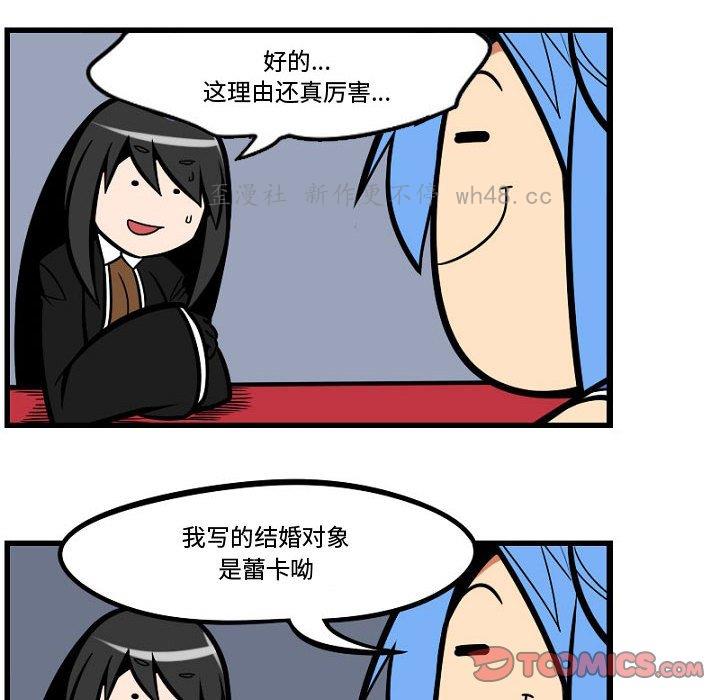 好的...
这理由还真厉害...
歪漫社 新作更不停 wh48.cc
我写的结婚对象
是蕾卡呦
TOCOMICS.COM